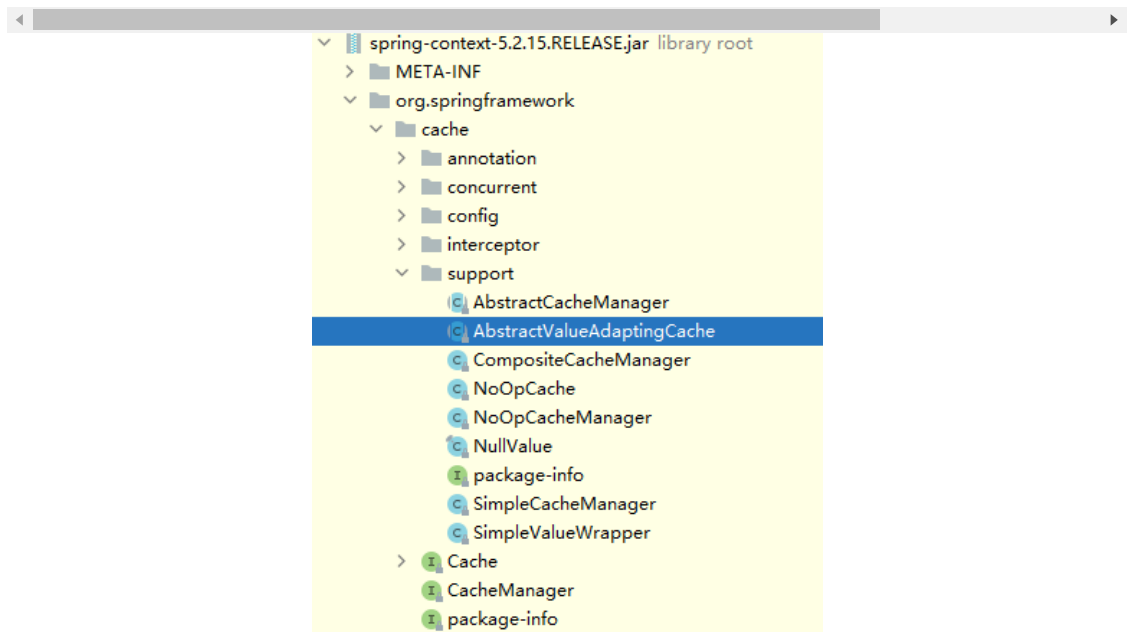 spring-context-5.2.15.RELEASE.jar library root
META-INF
org.springframework
cache
annotation
concurrent
config
interceptor
support
AbstractCacheManager
AbstractValueAdaptingCache
CompositeCacheManager
NoOpCache
NoOpCacheManager
NullValue
package-info
SimpleCacheManager
SimpleValueWrapper
Cache
CacheManager
package-info